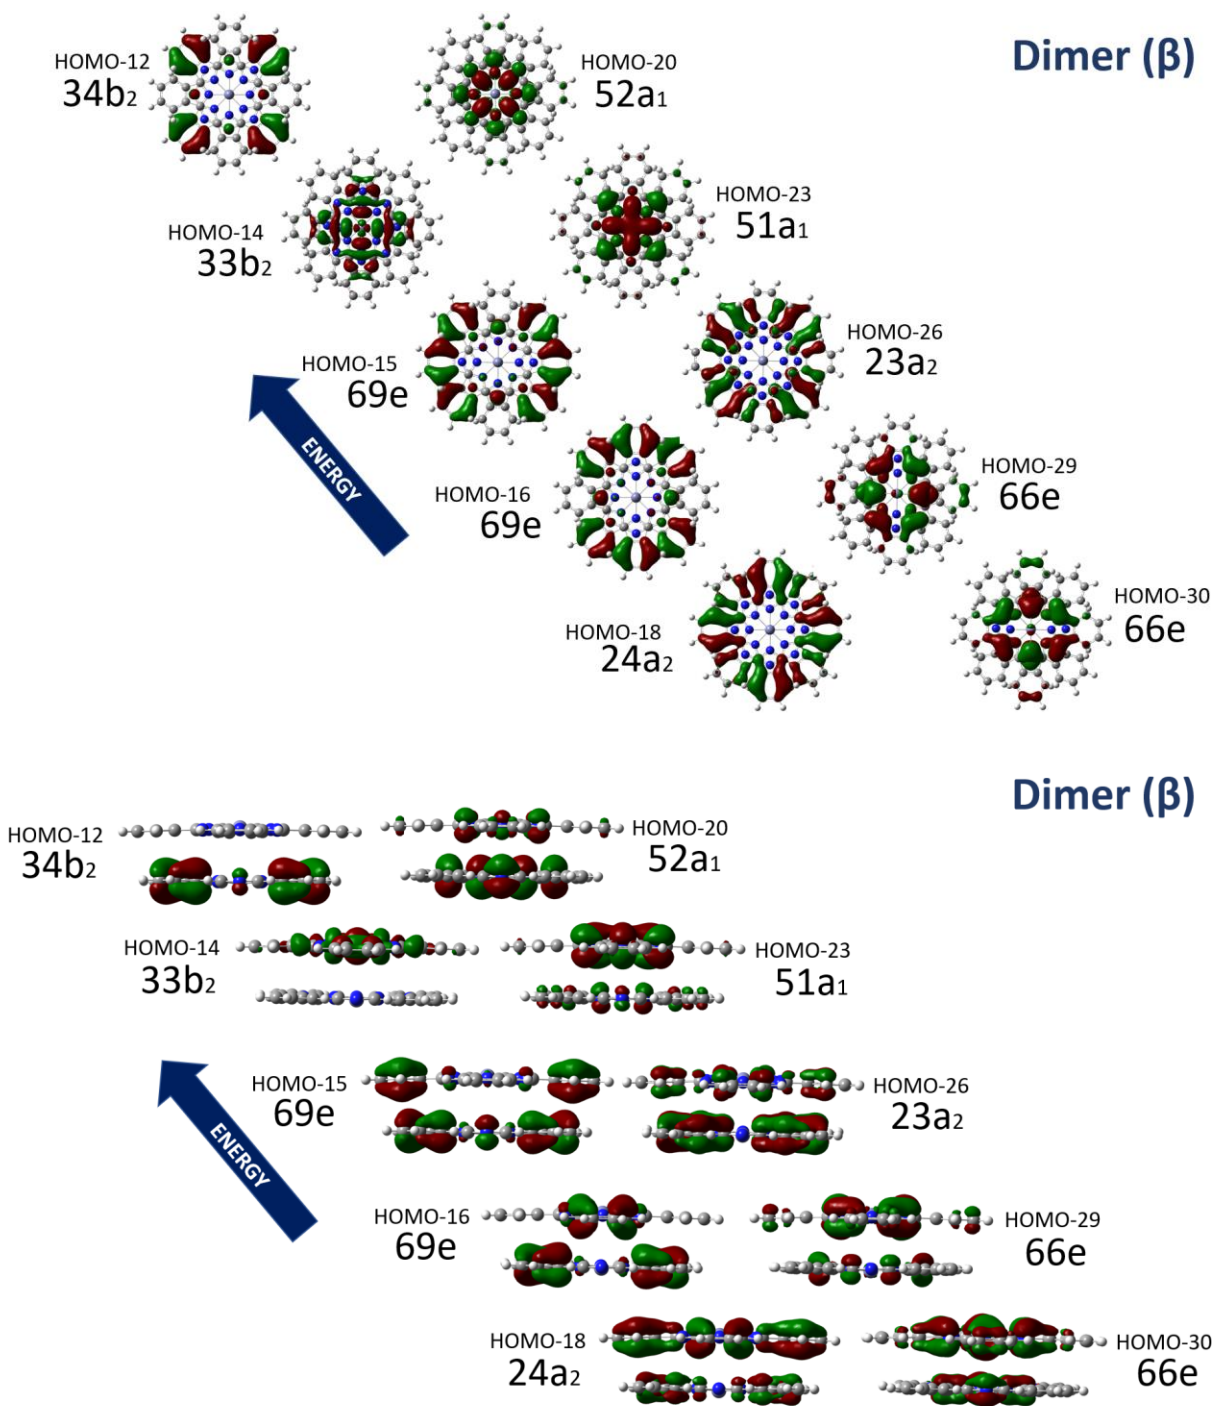 Dimer (β)
HOMO-12
34b₂
HOMO-20
52a₁
HOMO-14
33b₂
HOMO-23
51a₁
HOMO-15
69e
HOMO-26
23a₂
ENERGY
HOMO-16
69e
HOMO-29
66e
HOMO-18
24a₂
HOMO-30
66e
Dimer (β)
HOMO-12
34b₂
HOMO-20
52a₁
HOMO-14
33b₂
HOMO-23
51a₁
HOMO-15
69e
HOMO-26
23a₂
ENERGY
HOMO-16
69e
HOMO-29
66e
HOMO-18
24a₂
HOMO-30
66e